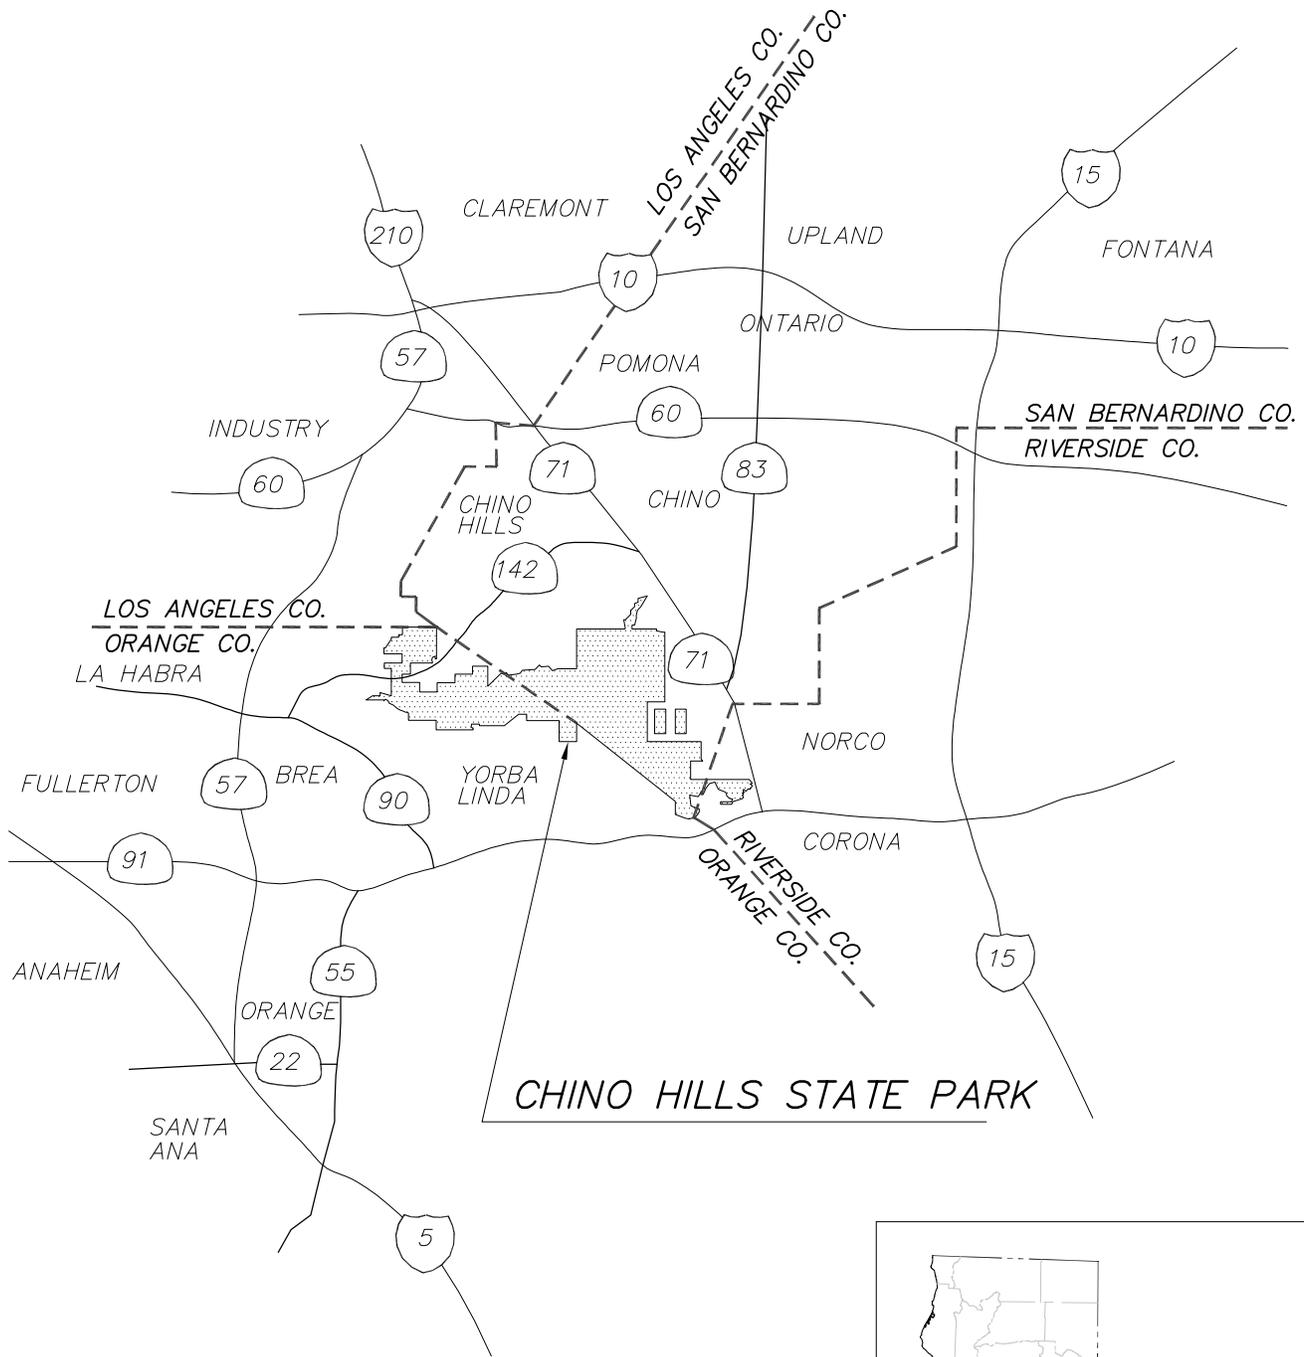 LOS ANGELES CO.
SAN BERNARDINO CO.
15
CLAREMONT
210
UPLAND
FONTANA
10
ONTARIO
57
POMONA
10
INDUSTRY
60
SAN BERNARDINO CO.
RIVERSIDE CO.
60
71
83
CHINO
HILLS
CHINO
142
LOS ANGELES CO.
ORANGE CO.
LA HABRA
71
NORCO
FULLERTON
57
BREA
90
YORBA
LINDA
CORONA
91
RIVERSIDE CO.
ORANGE CO.
ANAHEIM
55
15
ORANGE
22
CHINO HILLS STATE PARK
SANTA
ANA
5